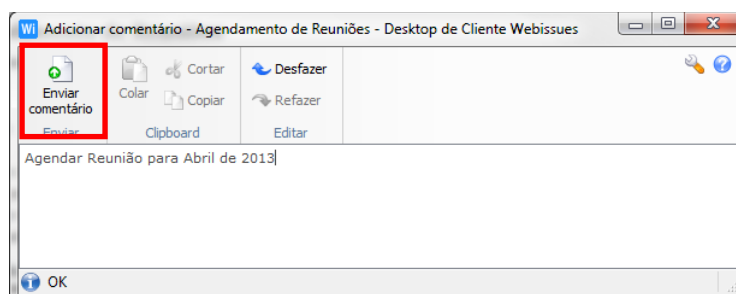 Wi Adicionar comentário - Agendamento de Reuniões - Desktop de Cliente Webissues
Enviar comentário
Colar
Cortar
Copiar
Desfazer
Refazer
Enviar
Clipboard
Editar
Agendar Reunião para Abril de 2013
OK